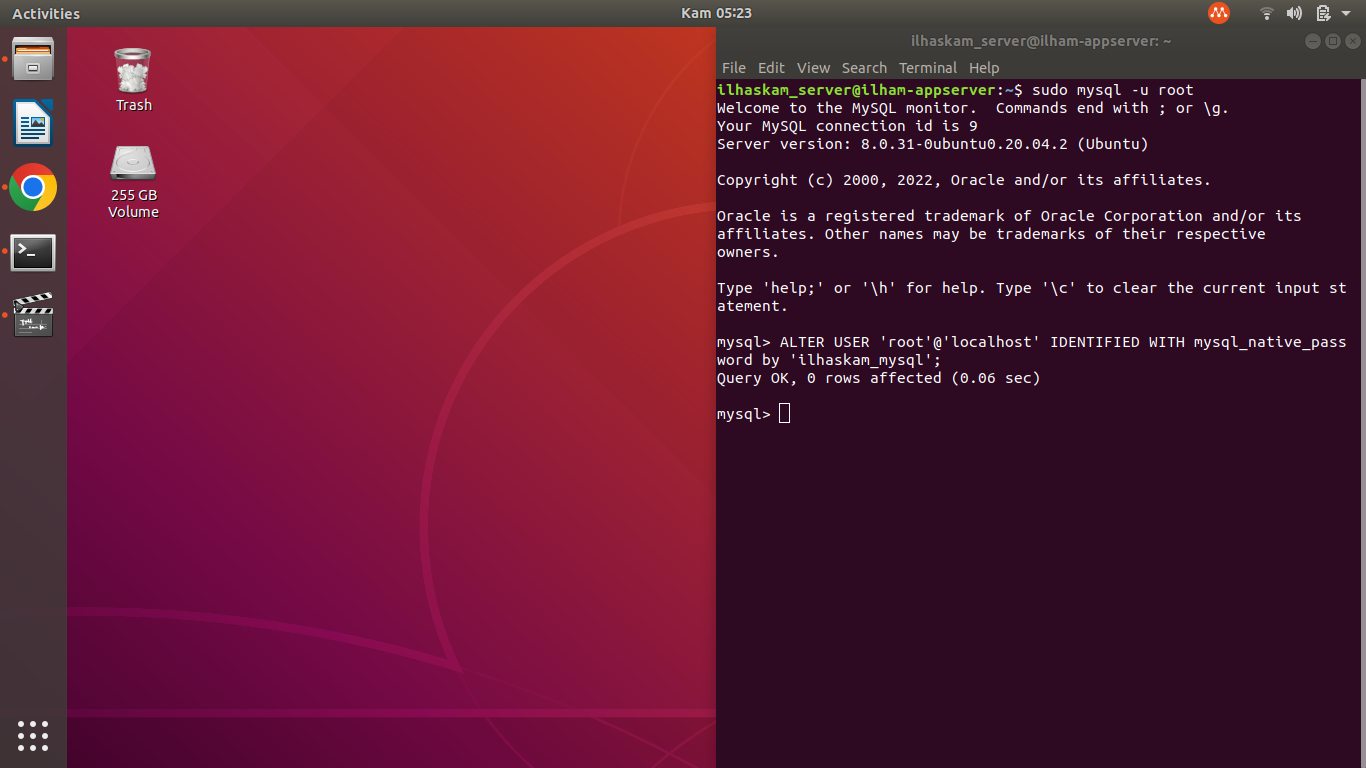 Activities
Kam 05:23
Trash
255 GB
Volume
ilhaskam_server@ilham-appserver: ~
File Edit View Search Terminal Help
ilhaskam_server@ilham-appserver:~$ sudo mysql -u root
Welcome to the MySQL monitor.  Commands end with ; or \g.
Your MySQL connection id is 9
Server version: 8.0.31-0ubuntu0.20.04.2 (Ubuntu)
Copyright (c) 2000, 2022, Oracle and/or its affiliates.
Oracle is a registered trademark of Oracle Corporation and/or its
affiliates. Other names may be trademarks of their respective
owners.
Type 'help;' or '\h' for help. Type '\c' to clear the current input st
atement.
mysql> ALTER USER 'root'@'localhost' IDENTIFIED WITH mysql_native_pass
word by 'ilhaskam_mysql';
Query OK, 0 rows affected (0.06 sec)
mysql>